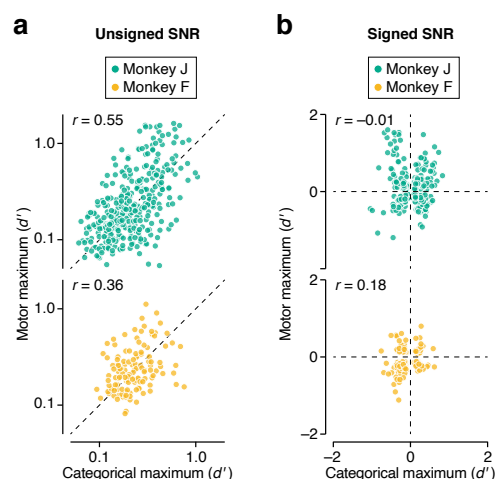 a
Unsigned SNR
Monkey J
Monkey F
r = 0.55
1.0
0.1
r = 0.36
1.0
0.1
Motor maximum (d′)
0.1
1.0
Categorical maximum (d′)
b
Signed SNR
Monkey J
Monkey F
2
r = –0.01
0
2
r = 0.18
0
–2
Motor maximum (d′)
–2
0
2
Categorical maximum (d′)